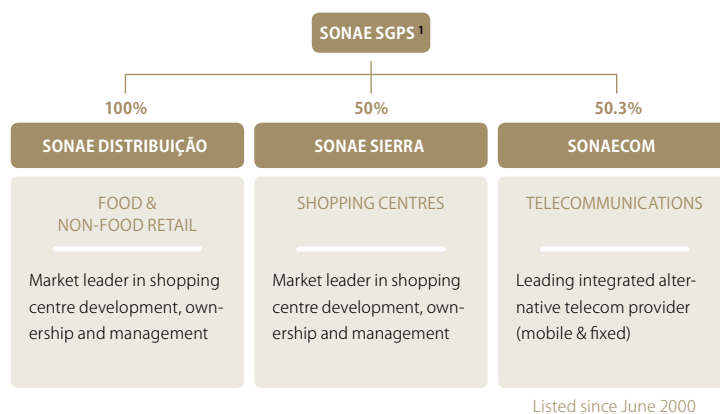 SONAE SGPS 1
100%
50%
50.3%
SONAE DISTRIBUIÇÃO
SONAE SIERRA
SONAECOM
FOOD &
NON-FOOD RETAIL
Market leader in shopping
centre development, own-
ership and management
SHOPPING CENTRES
Market leader in shopping
centre development, own-
ership and management
TELECOMMUNICATIONS
Leading integrated alter-
native telecom provider
(mobile & fixed)
Listed since June 2000